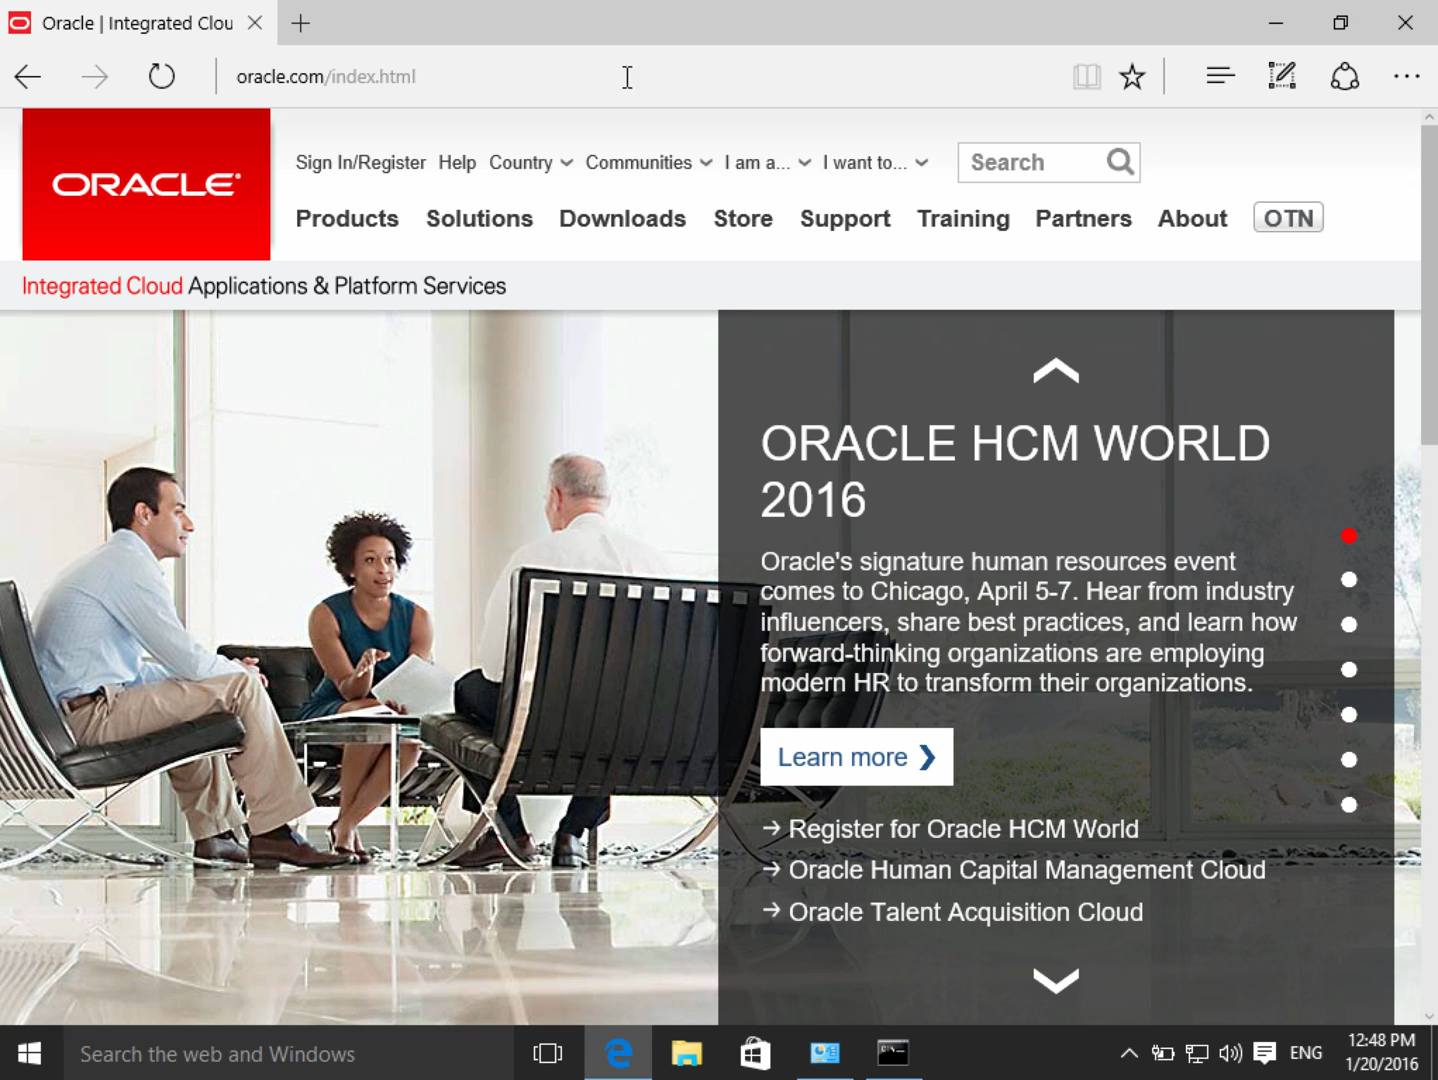 Oracle | Integrated Clou
oracle.com/index.html
ORACLE
Sign In/Register Help Country Communities I am a... I want to... Search
Products Solutions Downloads Store Support Training Partners About OTN
Integrated Cloud Applications & Platform Services
ORACLE HCM WORLD
2016
Oracle's signature human resources event
comes to Chicago, April 5-7. Hear from industry
influencers, share best practices, and learn how
forward-thinking organizations are employing
modern HR to transform their organizations.
Learn more ❯
→ Register for Oracle HCM World
→ Oracle Human Capital Management Cloud
→ Oracle Talent Acquisition Cloud
Search the web and Windows
ENG
12:48 PM
1/20/2016